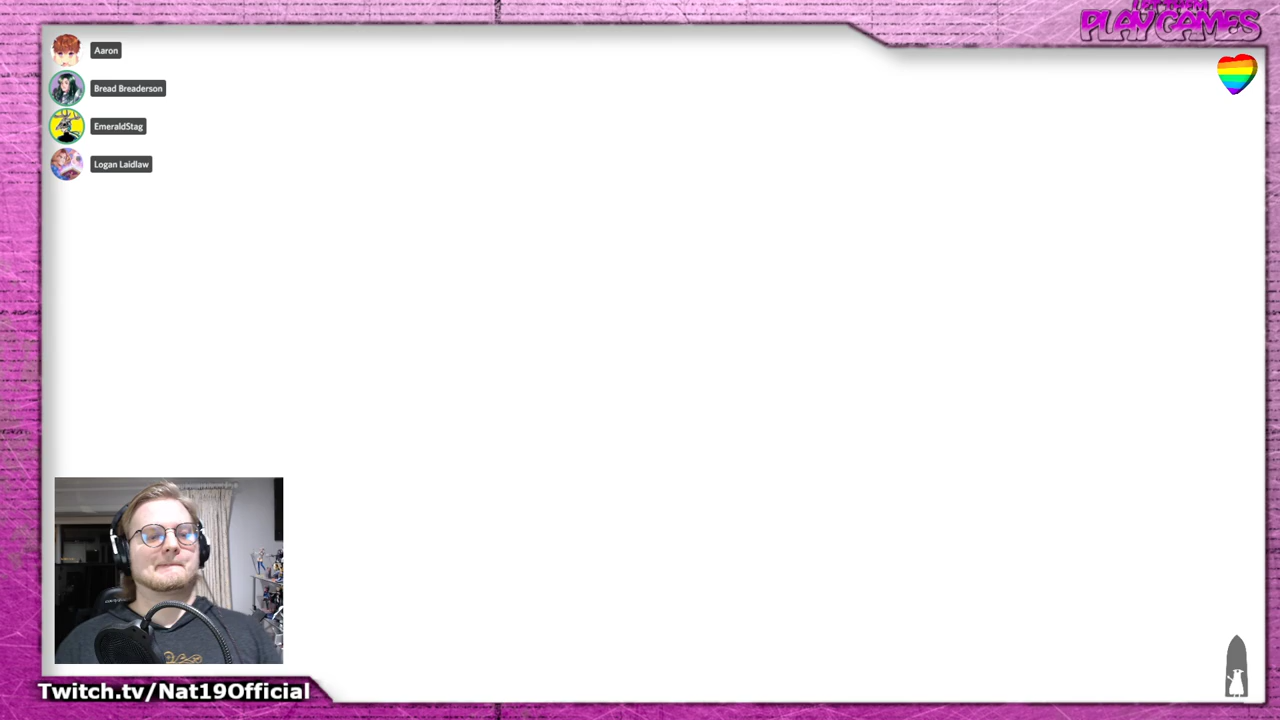 PLAY GAMES
Aaron
Bread Breaderson
EmeraldStag
Logan Laidlaw
Twitch.tv/Nat19Official